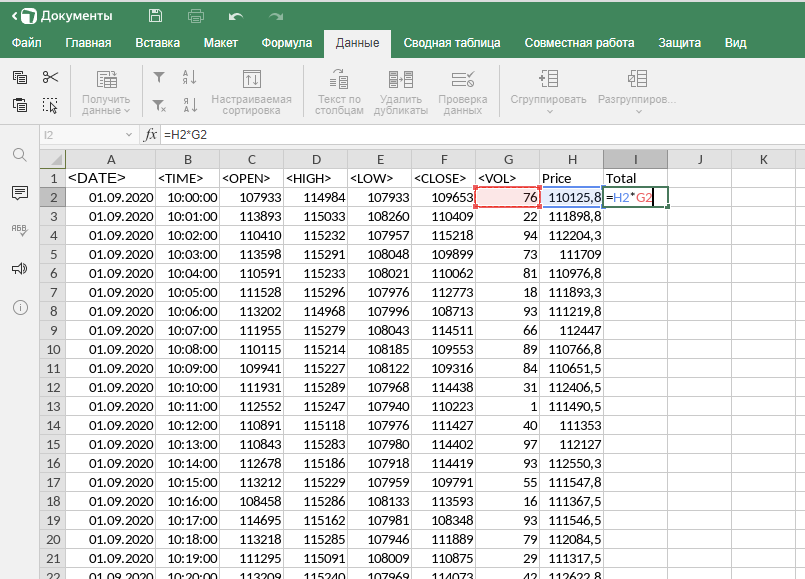 Документы
Файл Главная Вставка Макет Формула Данные Сводная таблица Совместная работа Защита Вид
Получить данные
Настраиваемая сортировка
Текст по столбцам
Удалить дубликаты
Проверка данных
Сгруппировать
Разгруппиров...
I2 fx =H2*G2
A B C D E F G H I J K
1 <DATE> <TIME> <OPEN> <HIGH> <LOW> <CLOSE> <VOL> Price Total
2 01.09.2020 10:00:00 107933 114984 107933 109653 76 110125,8 =H2*G2
3 01.09.2020 10:01:00 113893 115033 108260 110409 22 111898,8
4 01.09.2020 10:02:00 110410 115232 107957 115218 94 112204,3
5 01.09.2020 10:03:00 113598 115291 108048 109899 73 111709
6 01.09.2020 10:04:00 110591 115233 108021 110062 81 110976,8
7 01.09.2020 10:05:00 111528 115296 107976 112773 18 111893,3
8 01.09.2020 10:06:00 113202 114968 107996 108713 93 111219,8
9 01.09.2020 10:07:00 111955 115279 108043 114511 66 112447
10 01.09.2020 10:08:00 110115 115214 108185 109553 89 110766,8
11 01.09.2020 10:09:00 109941 115227 108122 109316 84 110651,5
12 01.09.2020 10:10:00 111931 115289 107968 114438 31 112406,5
13 01.09.2020 10:11:00 112552 115247 107940 110223 1 111490,5
14 01.09.2020 10:12:00 110891 115118 107976 111427 40 111353
15 01.09.2020 10:13:00 110843 115283 107980 114402 97 112127
16 01.09.2020 10:14:00 112678 115186 107918 114419 93 112550,3
17 01.09.2020 10:15:00 113212 115229 107959 109791 55 111547,8
18 01.09.2020 10:16:00 108458 115286 108133 113593 16 111367,5
19 01.09.2020 10:17:00 114695 115162 107981 108348 93 111546,5
20 01.09.2020 10:18:00 113218 115285 107946 111889 79 112084,5
21 01.09.2020 10:19:00 111295 115091 108009 110875 29 111317,5
22 01.09.2020 10:20:00 113209 115240 107969 114073 42 112622,8